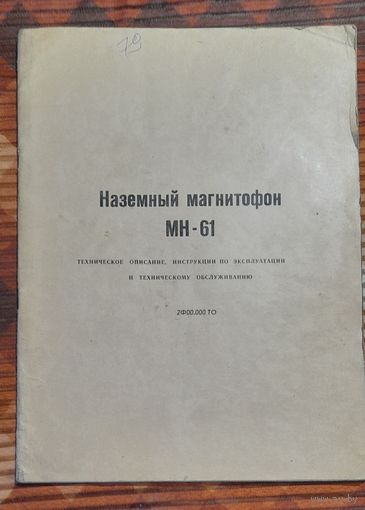 79
Наземный магнитофон
МН-61
ТЕХНИЧЕСКОЕ ОПИСАНИЕ, ИНСТРУКЦИИ ПО ЭКСПЛУАТАЦИИ
И ТЕХНИЧЕСКОМУ ОБСЛУЖИВАНИЮ
2Ф00.000 ТО